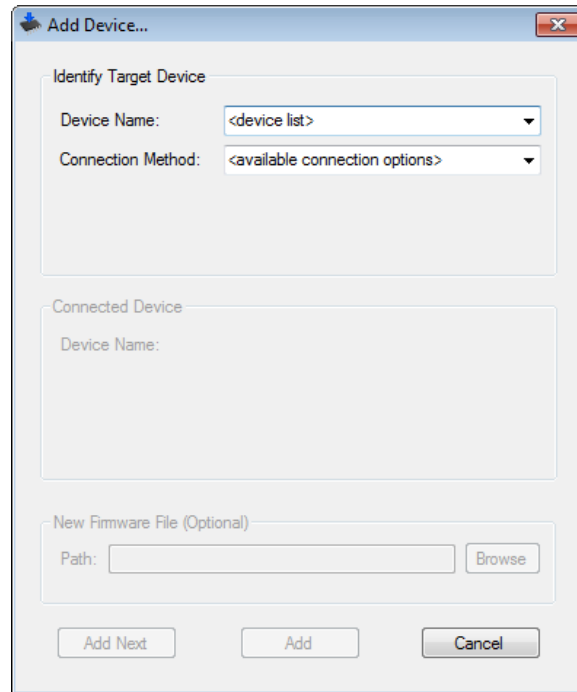 Add Device...
Identify Target Device
Device Name: <device list>
Connection Method: <available connection options>
Connected Device
Device Name:
New Firmware File (Optional)
Path: Browse
Add Next Add Cancel